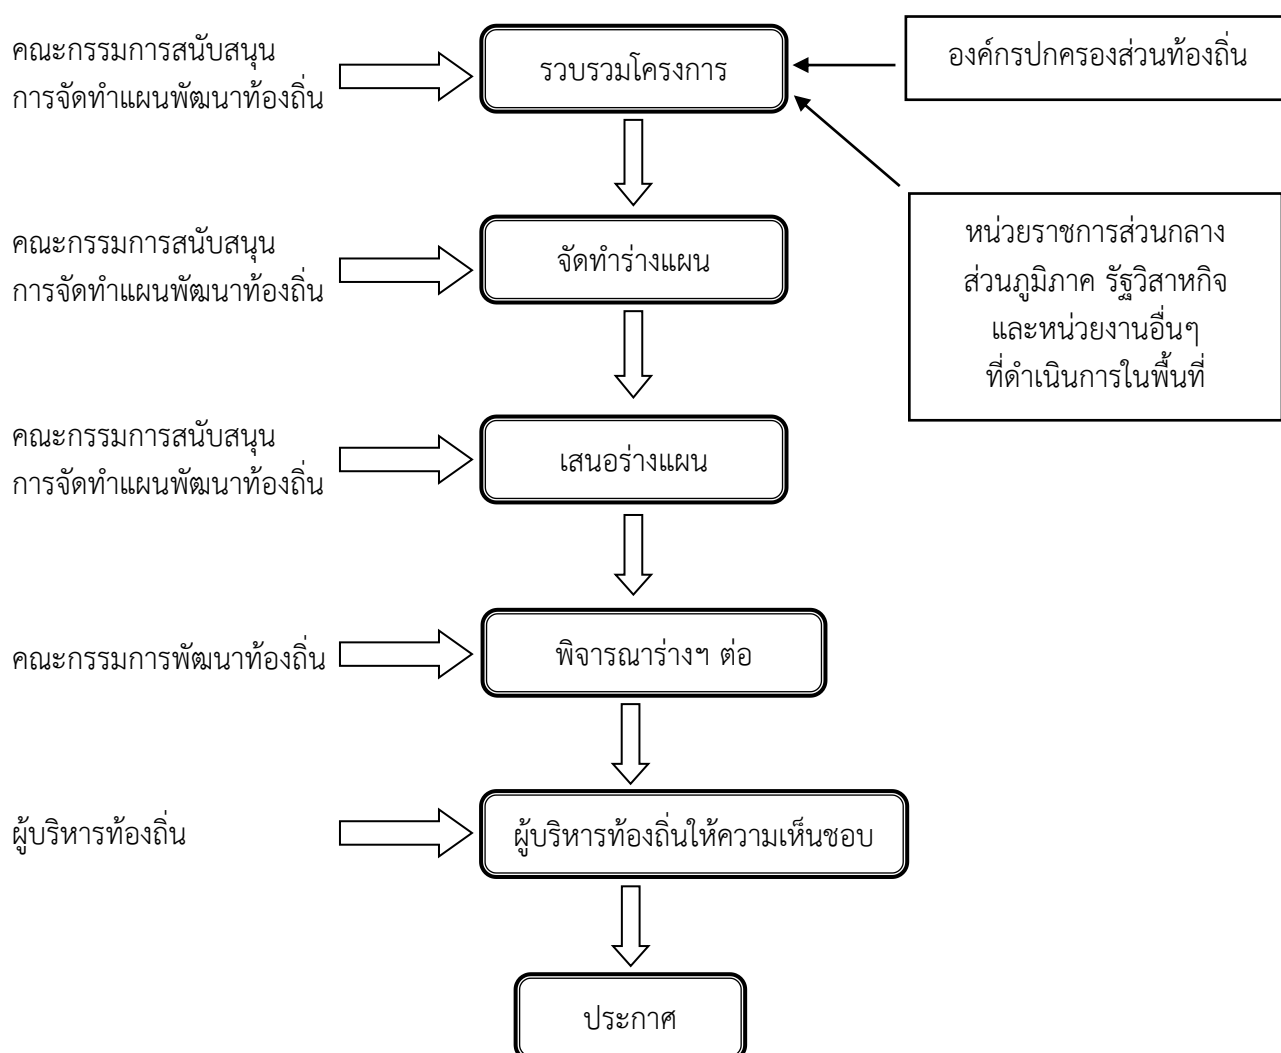 คณะกรรมการสนับสนุน
การจัดทำแผนพัฒนาท้องถิ่น
รวบรวมโครงการ
องค์กรปกครองส่วนท้องถิ่น
คณะกรรมการสนับสนุน
การจัดทำแผนพัฒนาท้องถิ่น
จัดทำร่างแผน
หน่วยราชการส่วนกลาง
ส่วนภูมิภาค รัฐวิสาหกิจ
และหน่วยงานอื่นๆ
ที่ดำเนินการในพื้นที่
คณะกรรมการสนับสนุน
การจัดทำแผนพัฒนาท้องถิ่น
เสนอร่างแผน
คณะกรรมการพัฒนาท้องถิ่น
พิจารณาร่างฯ ต่อ
ผู้บริหารท้องถิ่น
ผู้บริหารท้องถิ่นให้ความเห็นชอบ
ประกาศ